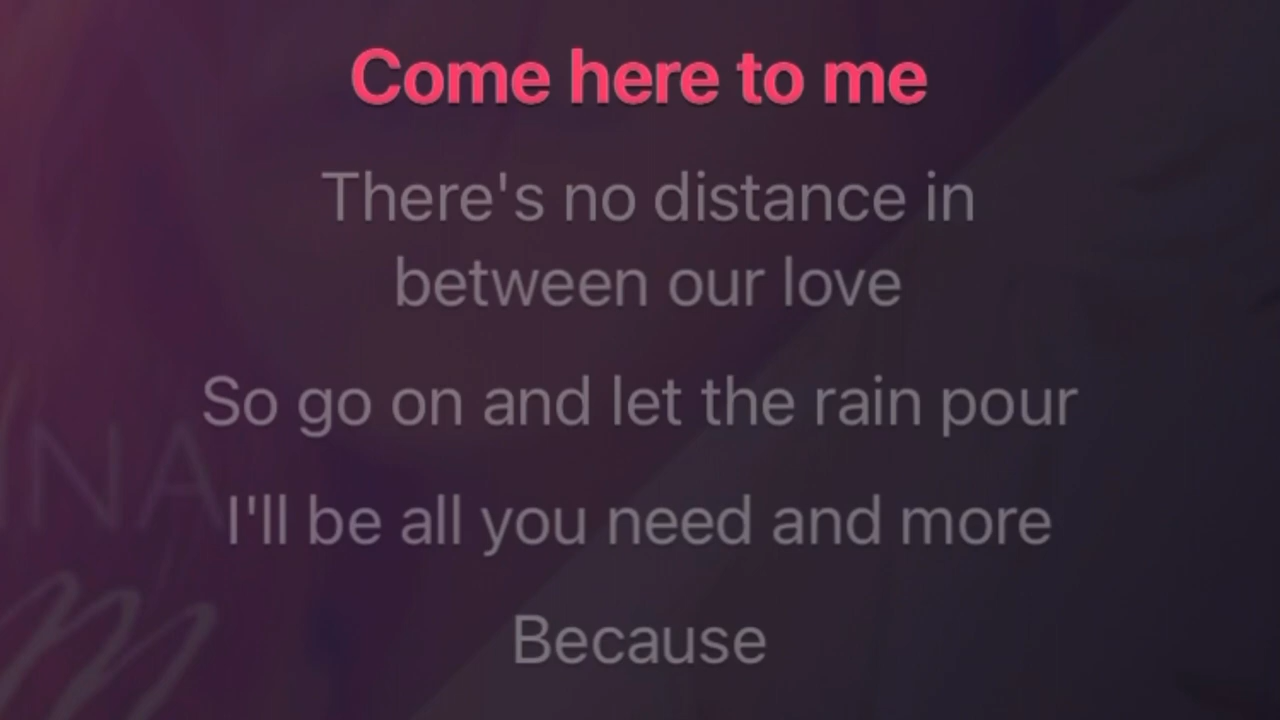 Come here to me
There's no distance in
between our love
So go on and let the rain pour
I'll be all you need and more
Because
NA